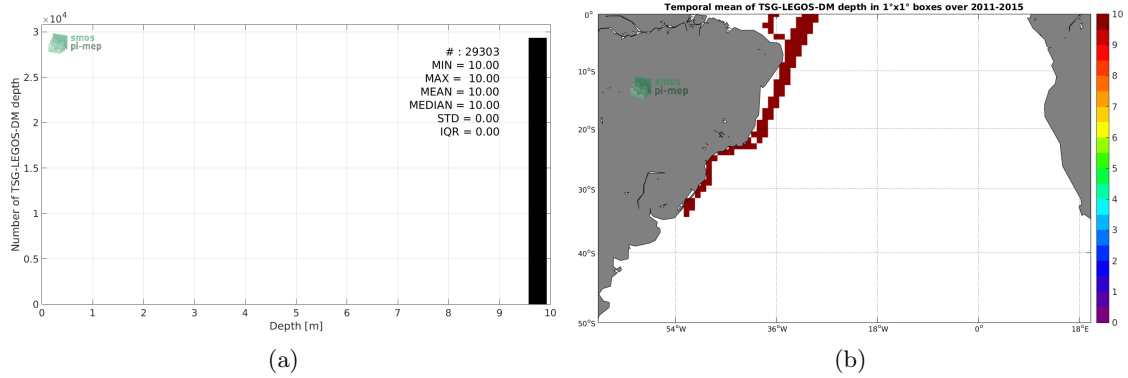 ×10⁴
3
2.5
2
1.5
1
0.5
0
Number of TSG-LEGOS-DM depth
smos
pi-mep
# : 29303
MIN = 10.00
MAX = 10.00
MEAN = 10.00
MEDIAN = 10.00
STD = 0.00
IQR = 0.00
0 1 2 3 4 5 6 7 8 9 10
Depth [m]
(a)
Temporal mean of TSG-LEGOS-DM depth in 1°x1° boxes over 2011-2015
0°
10°S
20°S
30°S
40°S
50°S
smos
pi-mep
54°W 36°W 18°W 0° 18°E
10
9
8
7
6
5
4
3
2
1
0
(b)